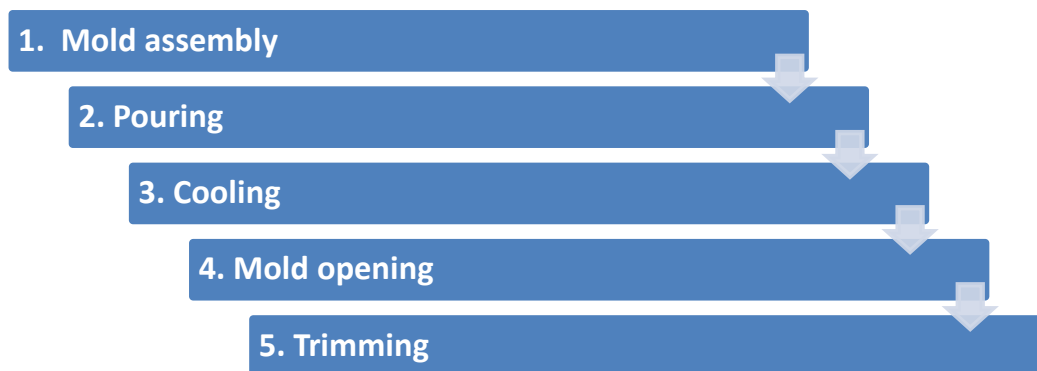 1. Mold assembly
2. Pouring
3. Cooling
4. Mold opening
5. Trimming